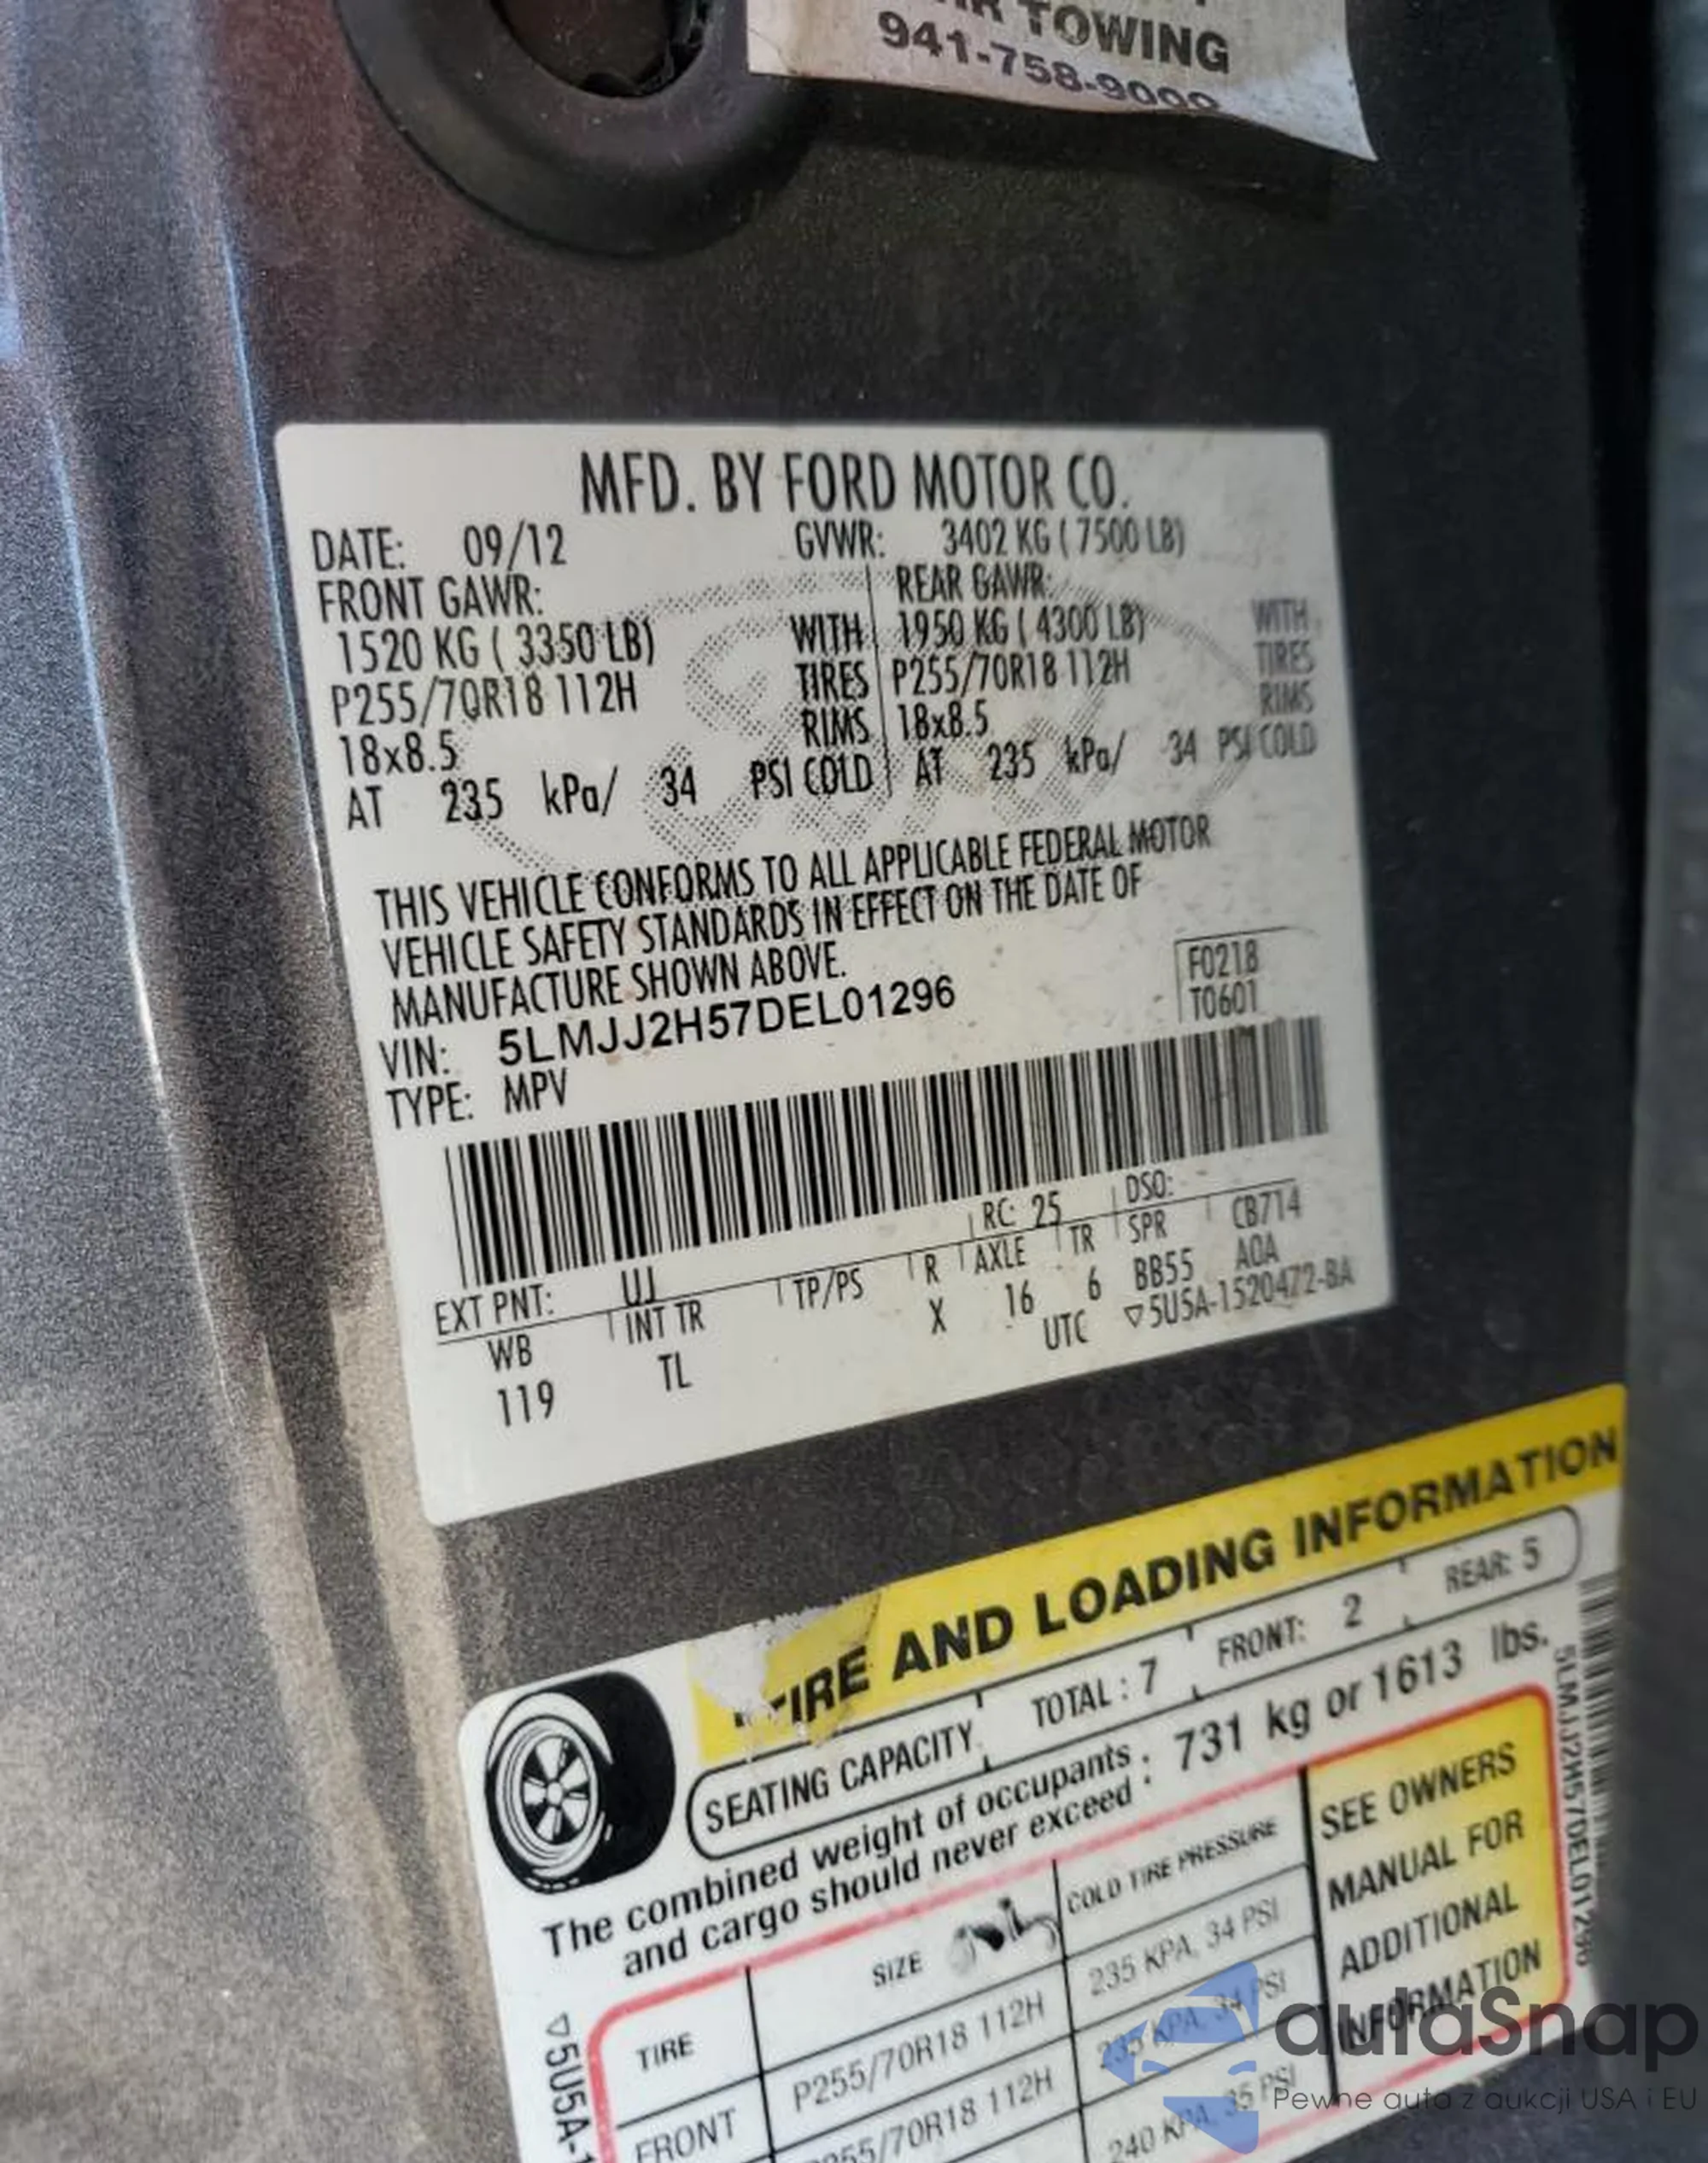 TOWING
941-758-9000
MFD. BY FORD MOTOR CO.
DATE: 09/12 GVWR: 3402 KG ( 7500 LB)
FRONT GAWR: REAR GAWR:
1520 KG ( 3350 LB) WITH 1950 KG ( 4300 LB) WITH
P255/70R18 112H TIRES P255/70R18 112H TIRES
18x8.5 RIMS 18x8.5 RIMS
AT 235 kPa/ 34 PSI COLD AT 235 kPa/ 34 PSI COLD
THIS VEHICLE CONFORMS TO ALL APPLICABLE FEDERAL MOTOR
VEHICLE SAFETY STANDARDS IN EFFECT ON THE DATE OF
MANUFACTURE SHOWN ABOVE.
F0218
T0601
VIN: 5LMJJ2H57DEL01296
TYPE: MPV
EXT PNT: UJ RC: 25 DSO:
WB INT TR TP/PS R AXLE TR SPR CB714
119 TL X 16 6 BB55 AOA
UTC ▽5U5A-1520472-BA
TIRE AND LOADING INFORMATION
SEATING CAPACITY TOTAL : 7 FRONT: 2 REAR: 5
The combined weight of occupants : 731 kg or 1613 lbs.
and cargo should never exceed :
TIRE SIZE COLD TIRE PRESSURE
FRONT P255/70R18 112H 235 KPA, 34 PSI
P255/70R18 112H 235 KPA, 34 PSI
240 KPA, 35 PSI
SEE OWNERS
MANUAL FOR
ADDITIONAL
INFORMATION
5LMJJ2H57DEL01296
▽5U5A-1
autaSnap
Pewne auta z aukcji USA i EU